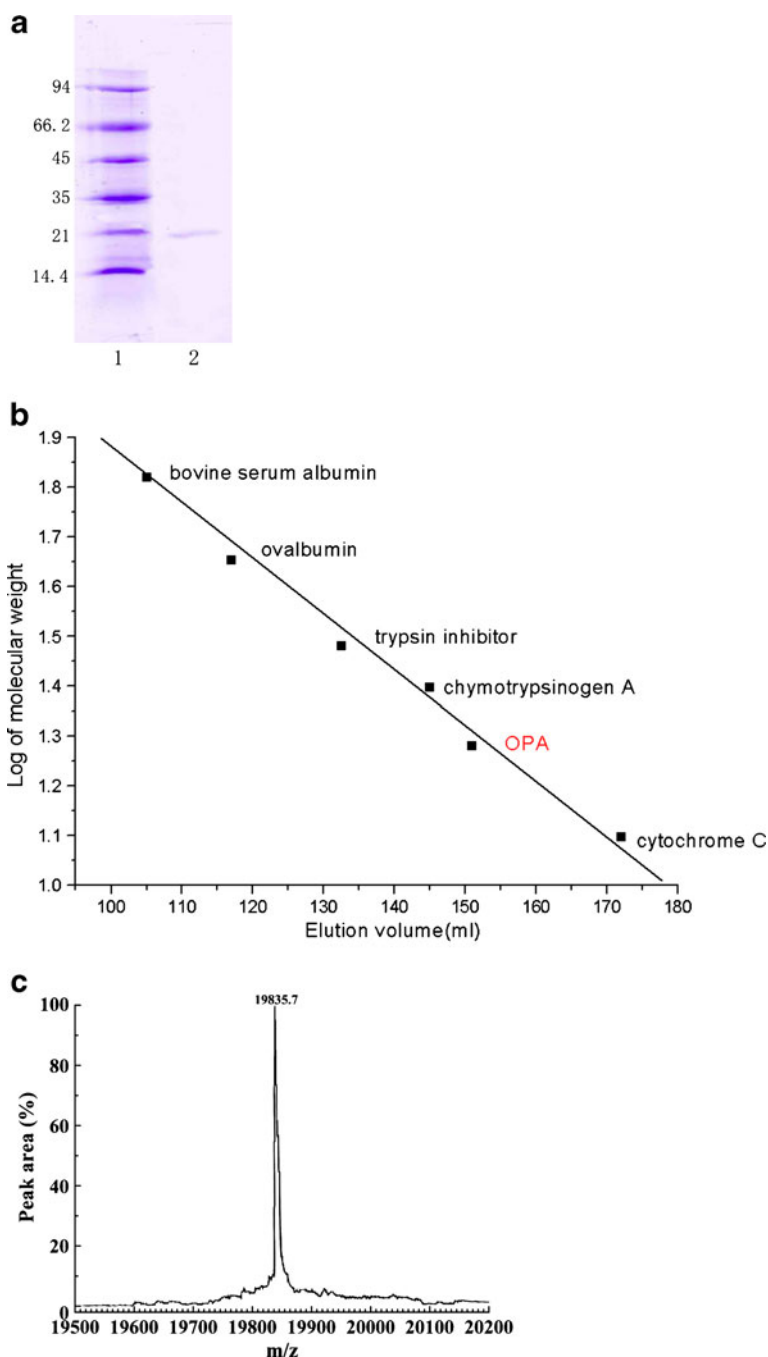 a
94
66.2
45
35
21
14.4
1 2
b
1.9
1.8
1.7
1.6
1.5
1.4
1.3
1.2
1.1
1.0
Log of molecular weight
bovine serum albumin
ovalbumin
trypsin inhibitor
chymotrypsinogen A
OPA
cytochrome C
100 110 120 130 140 150 160 170 180
Elution volume(ml)
c
19835.7
100
80
60
40
20
0
Peak area (%)
19500 19600 19700 19800 19900 20000 20100 20200
m/z